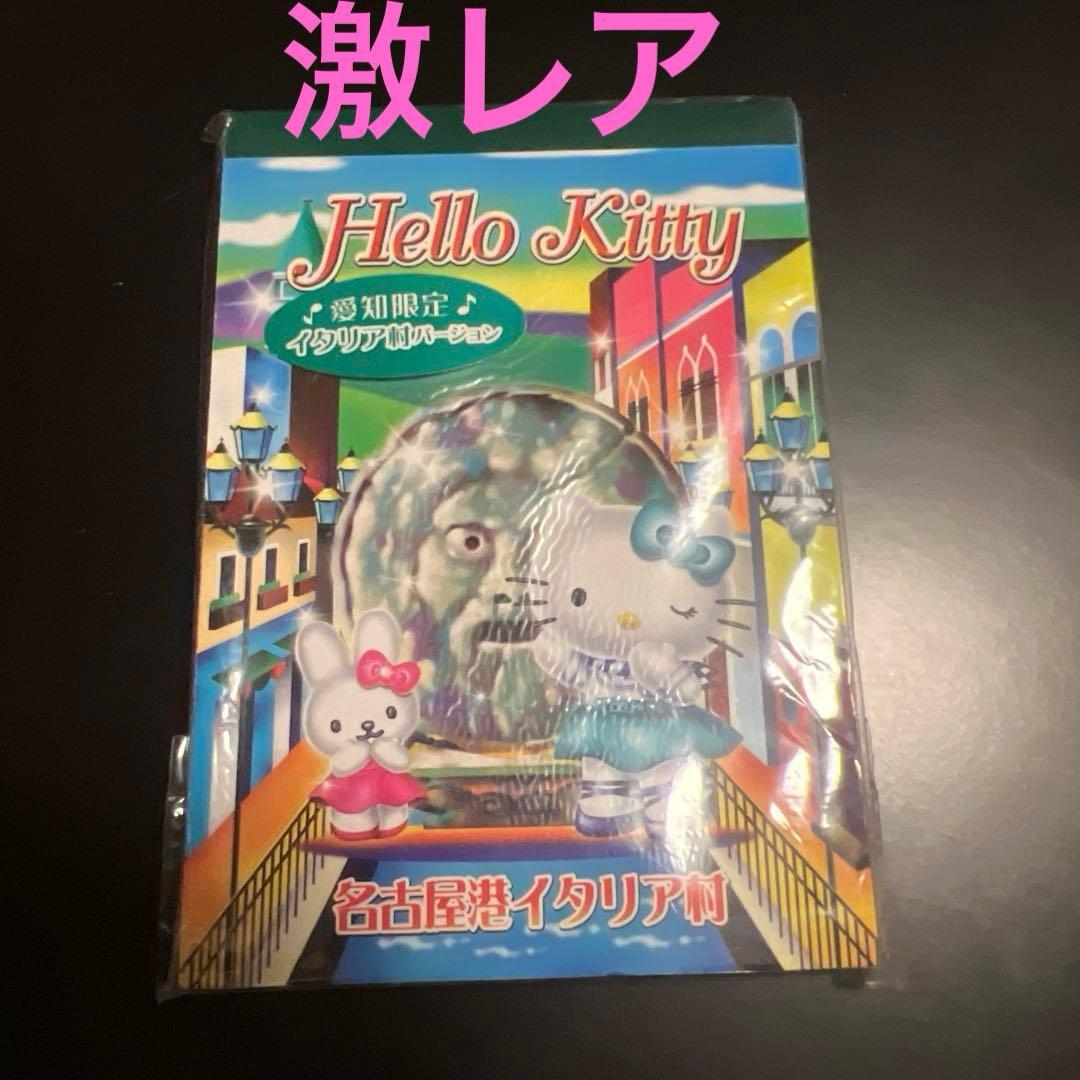 激レア
Hello Kitty
♪愛知限定♪
イタリア村バージョン
名古屋港イタリア村